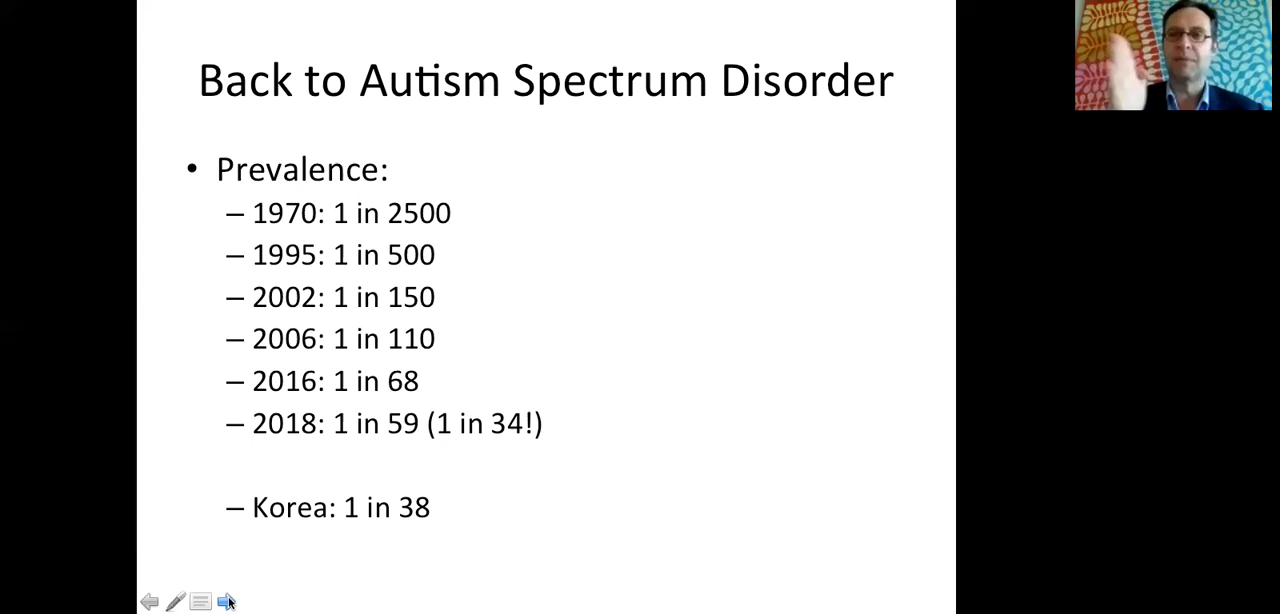 Back to Autism Spectrum Disorder
• Prevalence:
– 1970: 1 in 2500
– 1995: 1 in 500
– 2002: 1 in 150
– 2006: 1 in 110
– 2016: 1 in 68
– 2018: 1 in 59 (1 in 34!)
– Korea: 1 in 38